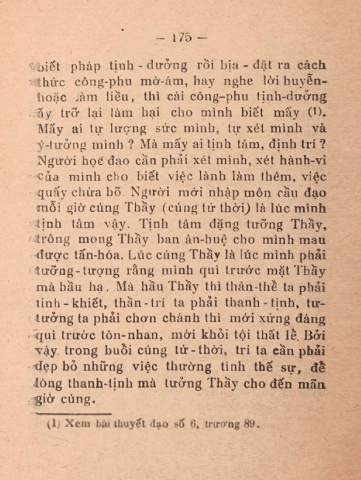 — 175 —
biết pháp tịnh-dưỡng rồi bịa-đặt ra cách
thức công-phu mờ-ám, hay nghe lời huyễn-
hoặc làm liều, thì cái công-phu tịnh-dưỡng
ấy trở lại làm hại cho mình biết mấy (1).
Mấy ai tự lượng sức mình, tự xét mình và
ý-tưởng mình ? Mà mấy ai tịnh tâm, định trí ?
Người học đạo cần phải xét mình, xét hành-vi
của mình cho biết việc lành làm thêm, việc
quấy chừa bỏ. Người mới nhập môn cầu đạo
mỗi giờ cúng Thầy (cúng tứ thời) là lúc mình
tịnh tâm vậy. Tịnh tâm đặng tưởng Thầy,
trông mong Thầy ban ân-huệ cho mình mau
được tấn-hóa. Lúc cúng Thầy là lúc mình phải
tưởng-tượng rằng mình quì trước mặt Thầy
mà hầu hạ. Mà hầu Thầy thì thân-thể ta phải
tinh-khiết, thần-trí ta phải thanh-tịnh, tư-
tưởng ta phải chơn chánh thì mới xứng đáng
quì trước tôn-nhan, mới khỏi tội thất lễ. Bởi
vậy trong buổi cúng tứ-thời, trí ta cần phải
dẹp bỏ những việc thường tình thế sự, để
lòng thanh-tịnh mà tưởng Thầy cho đến mãn
giờ cúng.
(1) Xem bài thuyết đạo số 6, trương 89.